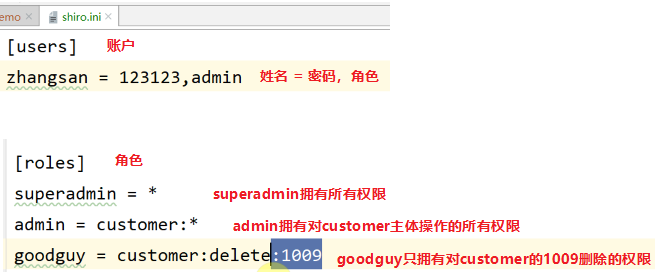 emo × shiro.ini ×
[users] 账户
zhangsan = 123123,admin 姓名 = 密码，角色
[roles] 角色
superadmin = * superadmin拥有所有权限
admin = customer:* admin拥有对customer主体操作的所有权限
goodguy = customer:delete:1009 goodguy只拥有对customer的1009删除的权限